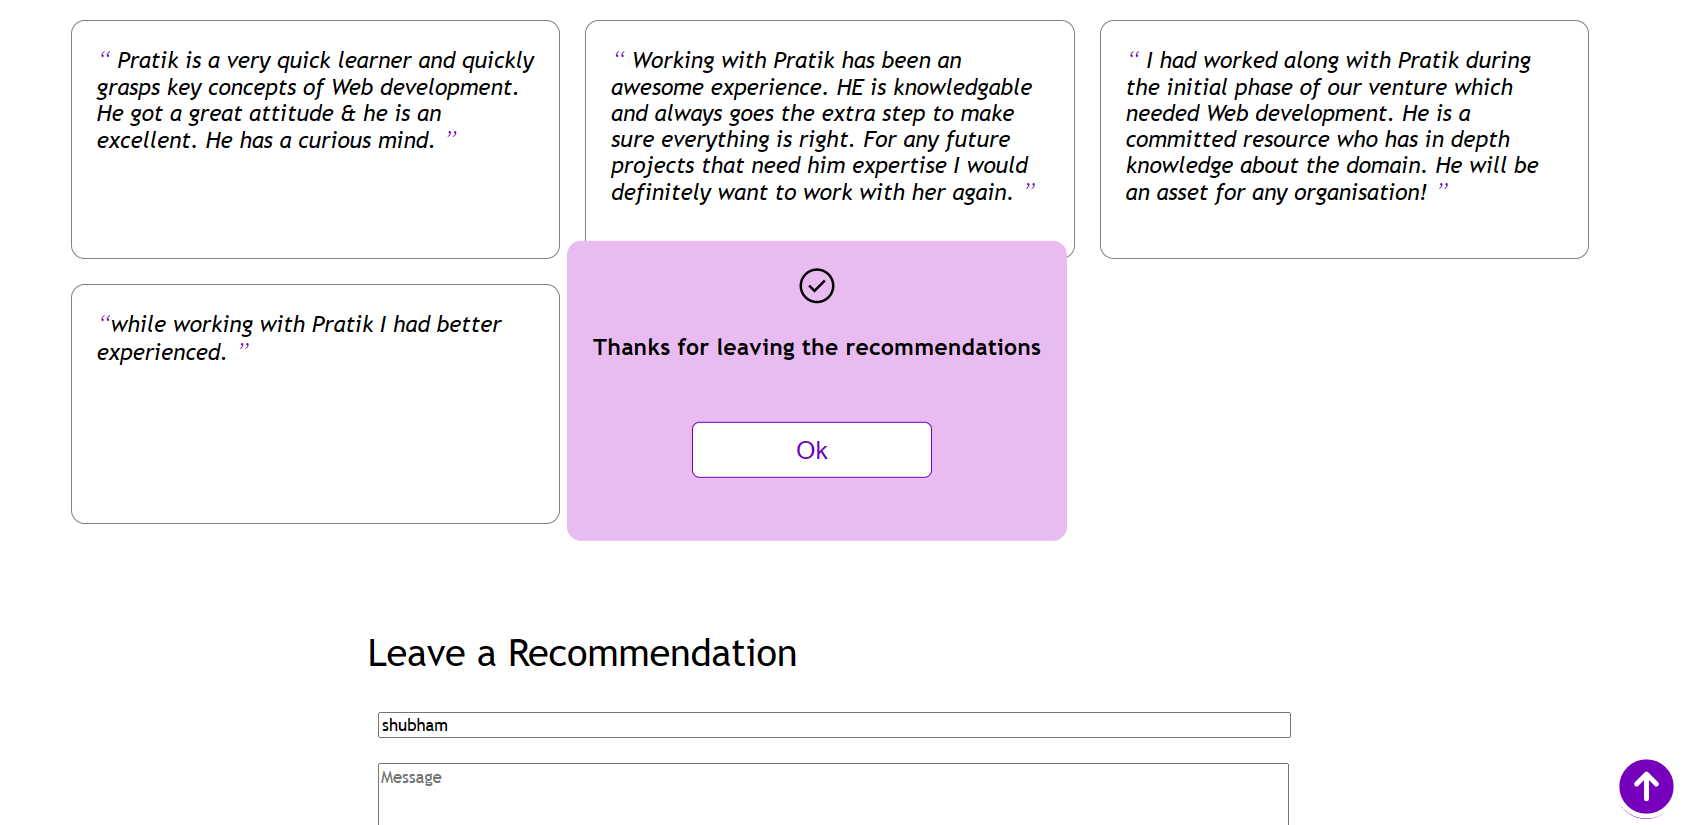 “ Pratik is a very quick learner and quickly
grasps key concepts of Web development.
He got a great attitude & he is an
excellent. He has a curious mind. ”
“ Working with Pratik has been an
awesome experience. HE is knowledgable
and always goes the extra step to make
sure everything is right. For any future
projects that need him expertise I would
definitely want to work with her again. ”
“ I had worked along with Pratik during
the initial phase of our venture which
needed Web development. He is a
committed resource who has in depth
knowledge about the domain. He will be
an asset for any organisation! ”
“while working with Pratik I had better
experienced. ”
Thanks for leaving the recommendations
Ok
Leave a Recommendation
shubham
Message